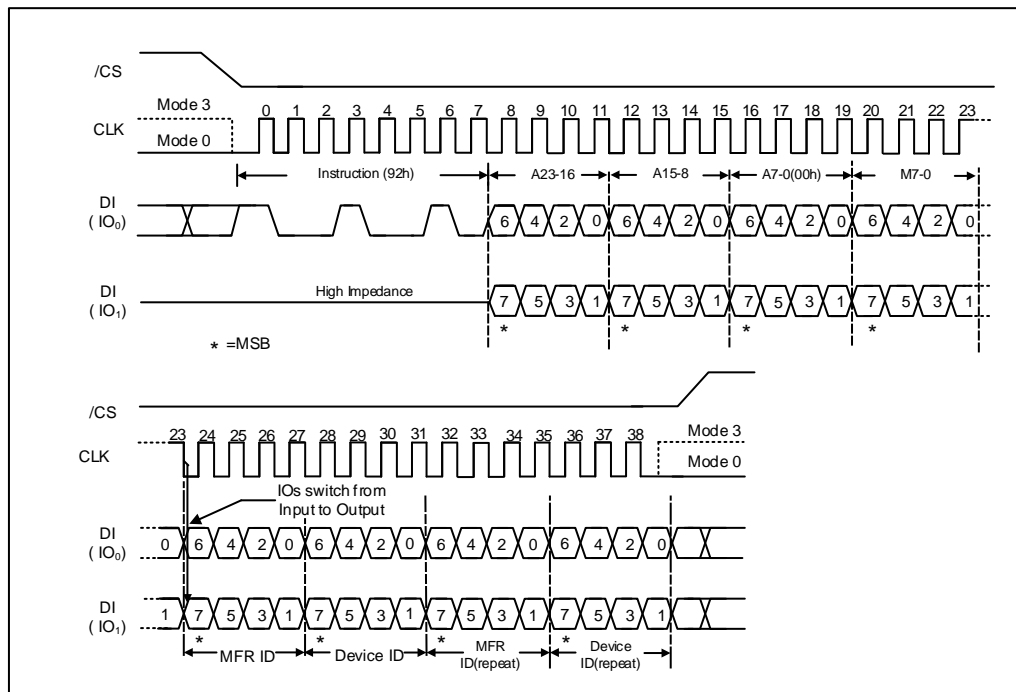 /CS
Mode 3
0 1 2 3 4 5 6 7 8 9 10 11 12 13 14 15 16 17 18 19 20 21 22 23
CLK
Mode 0
Instruction (92h) A23-16 A15-8 A7-0(00h) M7-0
DI
( IO0)
6 4 2 0 6 4 2 0 6 4 2 0 6 4 2 0
High Impedance
DI
( IO1)
7 5 3 1 7 5 3 1 7 5 3 1 7 5 3 1
* * * *
* =MSB
/CS
23 24 25 26 27 28 29 30 31 32 33 34 35 36 37 38
Mode 3
CLK
Mode 0
IOs switch from
Input to Output
DI
( IO0)
0 6 4 2 0 6 4 2 0 6 4 2 0 6 4 2 0
DI
( IO1)
1 7 5 3 1 7 5 3 1 7 5 3 1 7 5 3 1
* * * *
MFR ID Device ID MFR
ID(repeat) Device
ID(repeat)